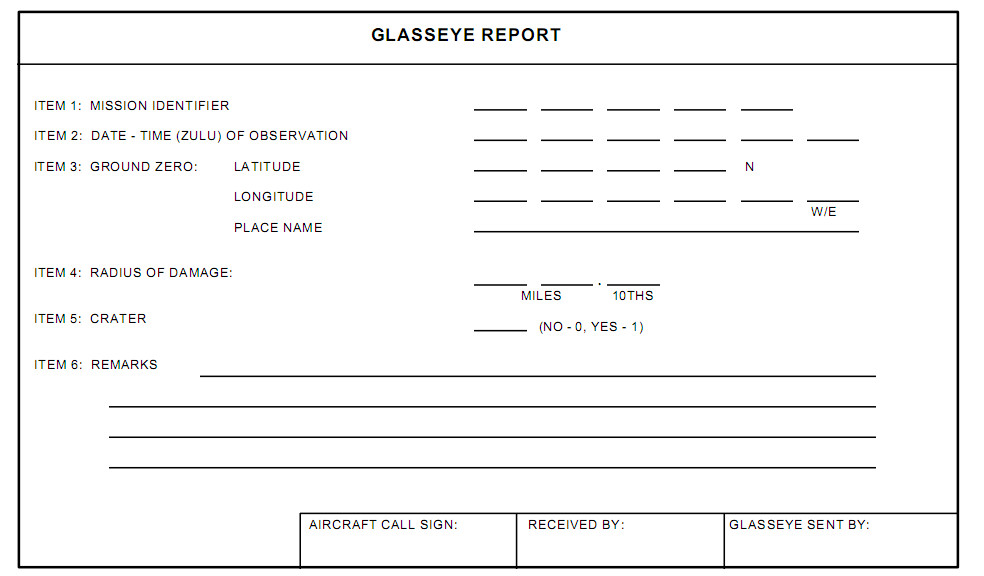 GLASSEYE REPORT
ITEM 1: MISSION IDENTIFIER
ITEM 2: DATE - TIME (ZULU) OF OBSERVATION
ITEM 3: GROUND ZERO: LATITUDE N
LONGITUDE
W/E
PLACE NAME
ITEM 4: RADIUS OF DAMAGE: .
MILES 10THS
ITEM 5: CRATER (NO - 0, YES - 1)
ITEM 6: REMARKS
AIRCRAFT CALL SIGN: RECEIVED BY: GLASSEYE SENT BY: